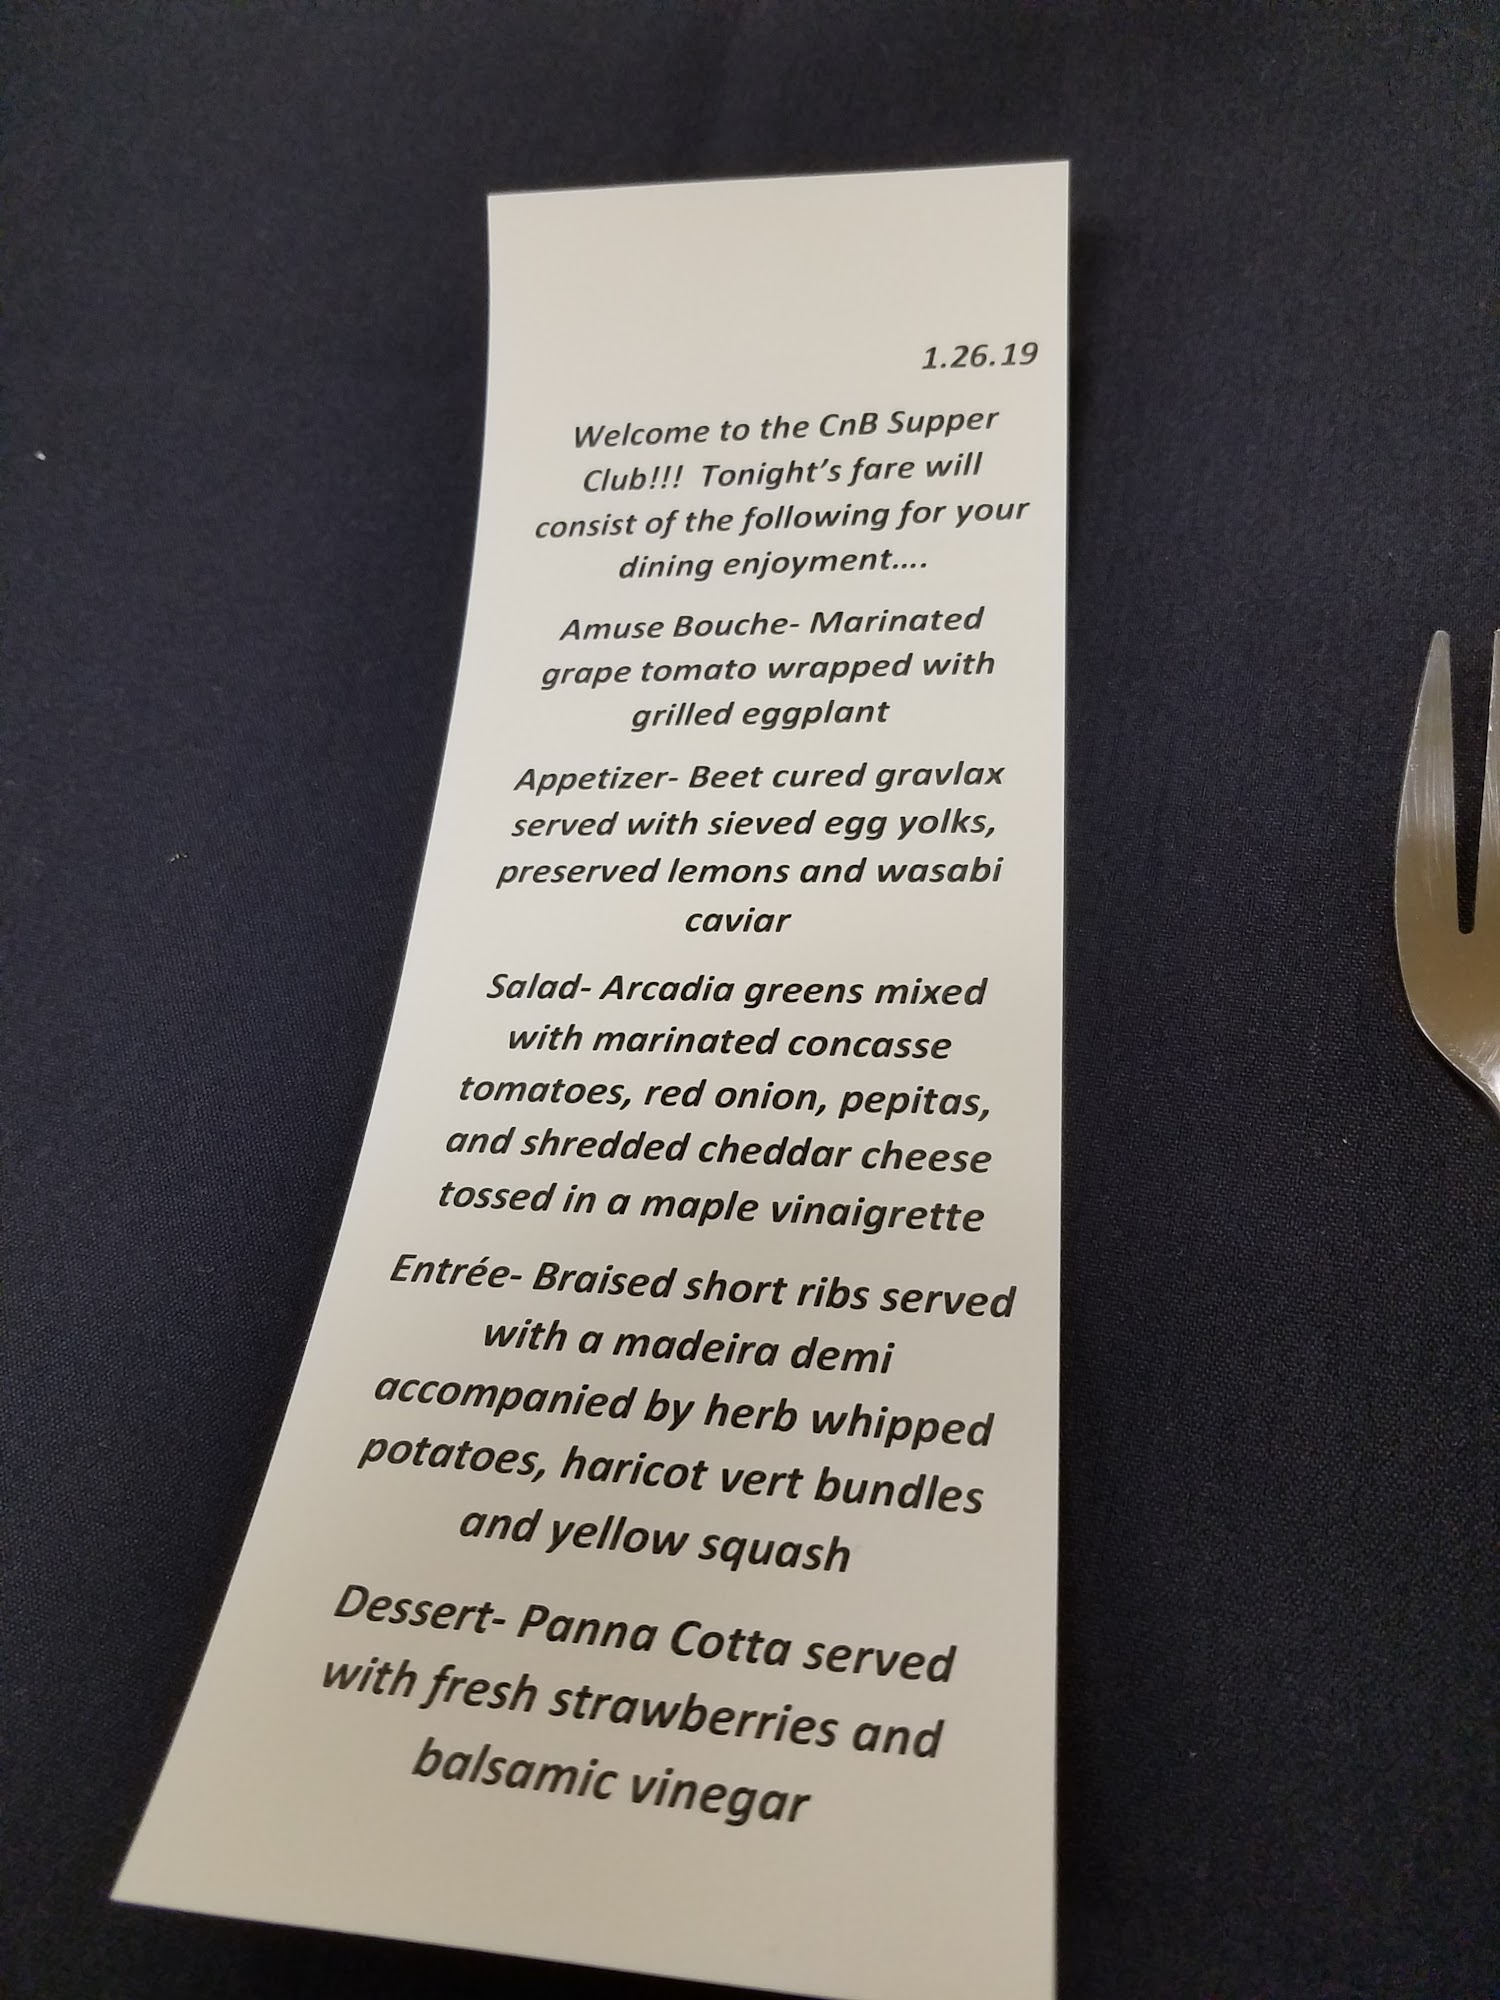 1.26.19
Welcome to the CnB Supper
Club!!! Tonight's fare will
consist of the following for your
dining enjoyment....
Amuse Bouche- Marinated
grape tomato wrapped with
grilled eggplant
Appetizer- Beet cured gravlax
served with sieved egg yolks,
preserved lemons and wasabi
caviar
Salad- Arcadia greens mixed
with marinated concasse
tomatoes, red onion, pepitas,
and shredded cheddar cheese
tossed in a maple vinaigrette
Entrée- Braised short ribs served
with a madeira demi
accompanied by herb whipped
potatoes, haricot vert bundles
and yellow squash
Dessert- Panna Cotta served
with fresh strawberries and
balsamic vinegar